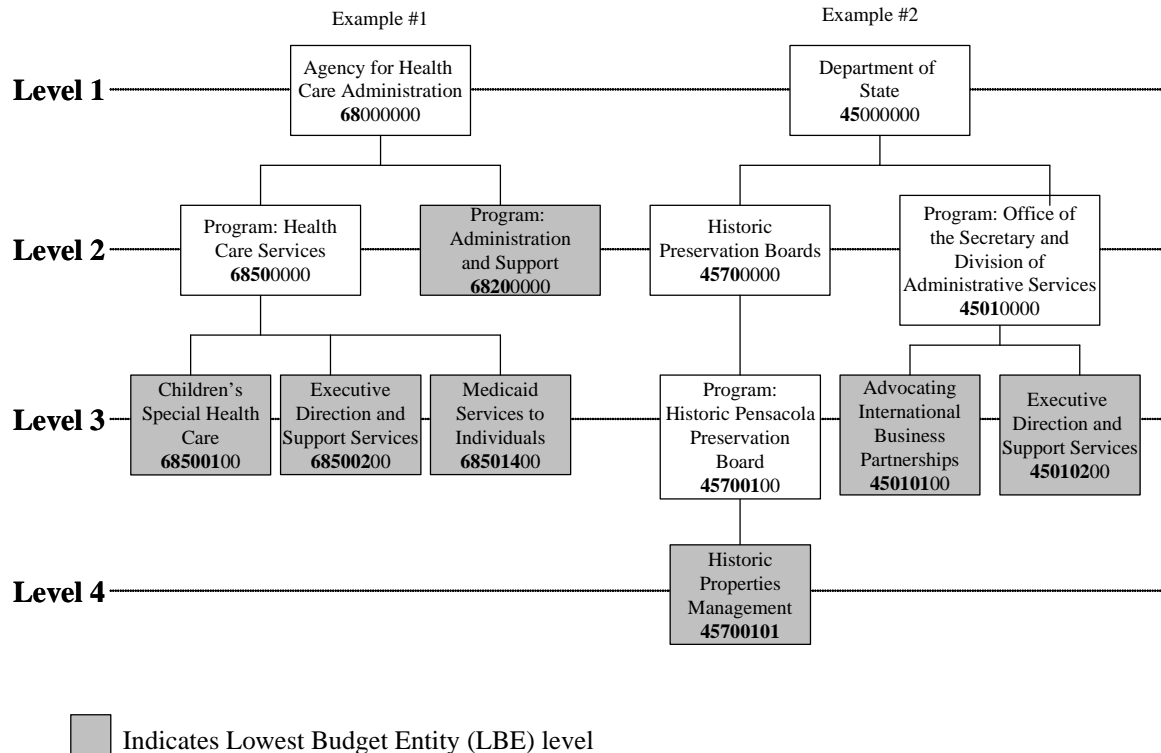 Example #1
Example #2
Level 1
Agency for Health
Care Administration
68000000
Department of
State
45000000
Level 2
Program: Health
Care Services
68500000
Program:
Administration
and Support
68200000
Historic
Preservation Boards
45700000
Program: Office of
the Secretary and
Division of
Administrative Services
45010000
Level 3
Children's
Special Health
Care
68500100
Executive
Direction and
Support Services
68500200
Medicaid
Services to
Individuals
68501400
Program:
Historic Pensacola
Preservation
Board
45700100
Advocating
International
Business
Partnerships
45010100
Executive
Direction and
Support Services
45010200
Level 4
Historic
Properties
Management
45700101
Indicates Lowest Budget Entity (LBE) level